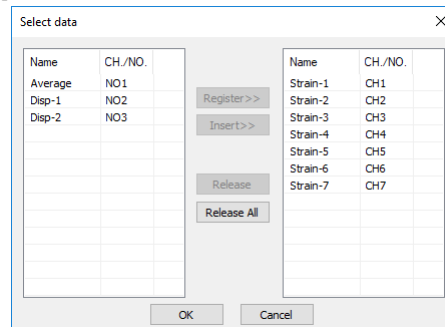 Select data
Name CH./NO.
Average NO1
Disp-1 NO2
Disp-2 NO3
Register>>
Insert>>
Release
Release All
Name CH./NO.
Strain-1 CH1
Strain-2 CH2
Strain-3 CH3
Strain-4 CH4
Strain-5 CH5
Strain-6 CH6
Strain-7 CH7
OK Cancel